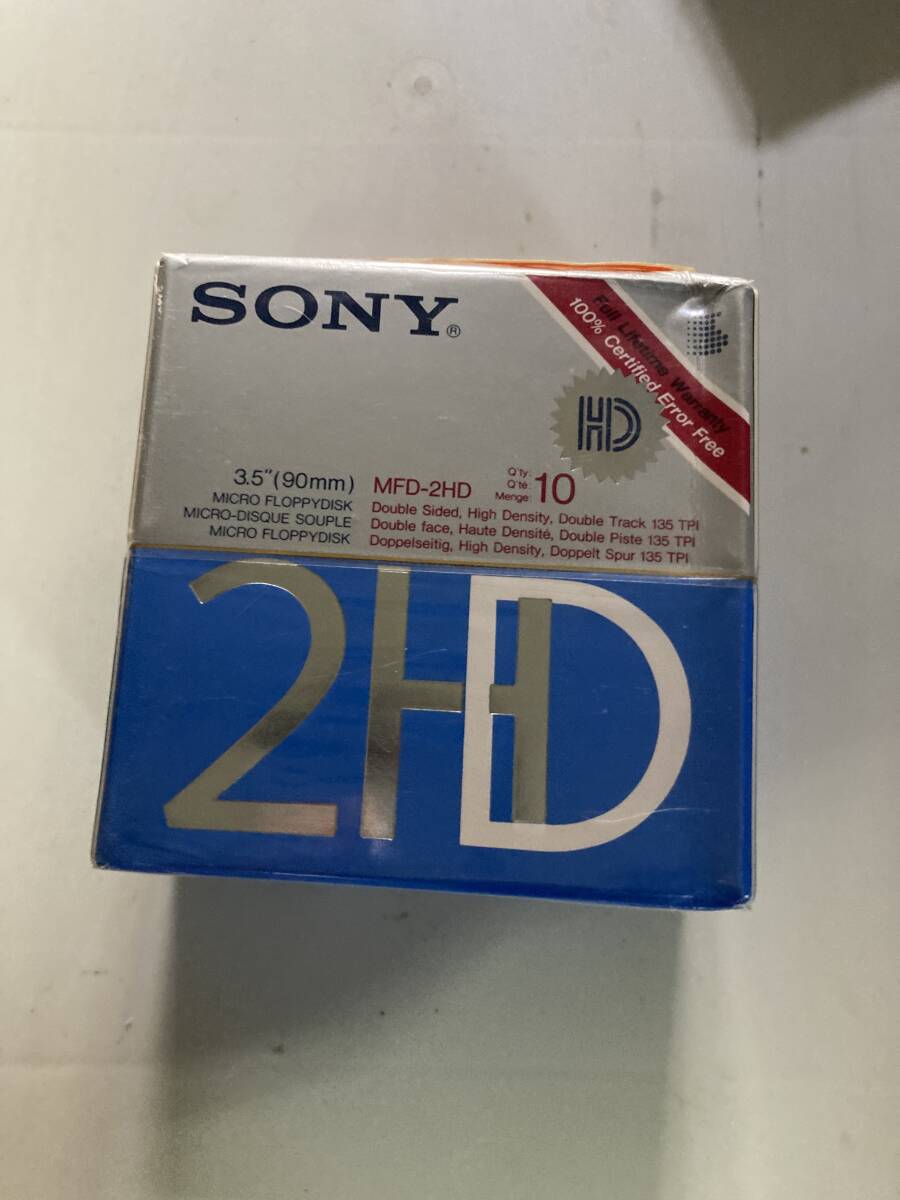 SONY®
Full Lifetime Warranty
100% Certified Error Free
HD
3.5"(90mm)
MICRO FLOPPYDISK
MICRO-DISQUE SOUPLE
MICRO FLOPPYDISK
MFD-2HD
Q'ty:
Q'té:
Menge:
10
Double Sided, High Density, Double Track 135 TPI
Double face, Haute Densité, Double Piste 135 TPI
Doppelseitig, High Density, Doppelt Spur 135 TPI
2HD